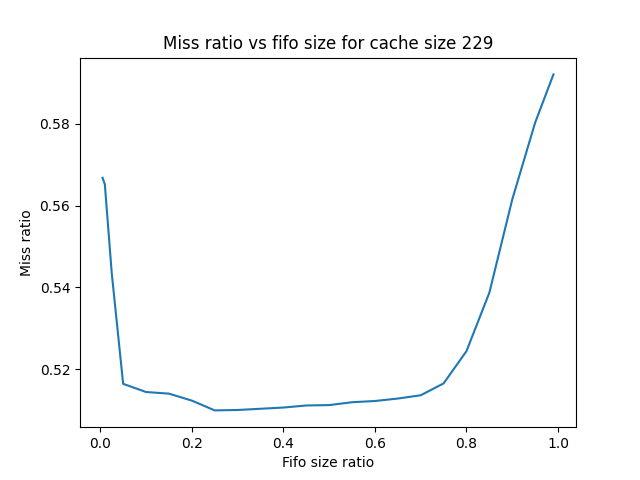 Miss ratio vs fifo size for cache size 229
0.58
0.56
0.54
0.52
Miss ratio
0.0 0.2 0.4 0.6 0.8 1.0
Fifo size ratio